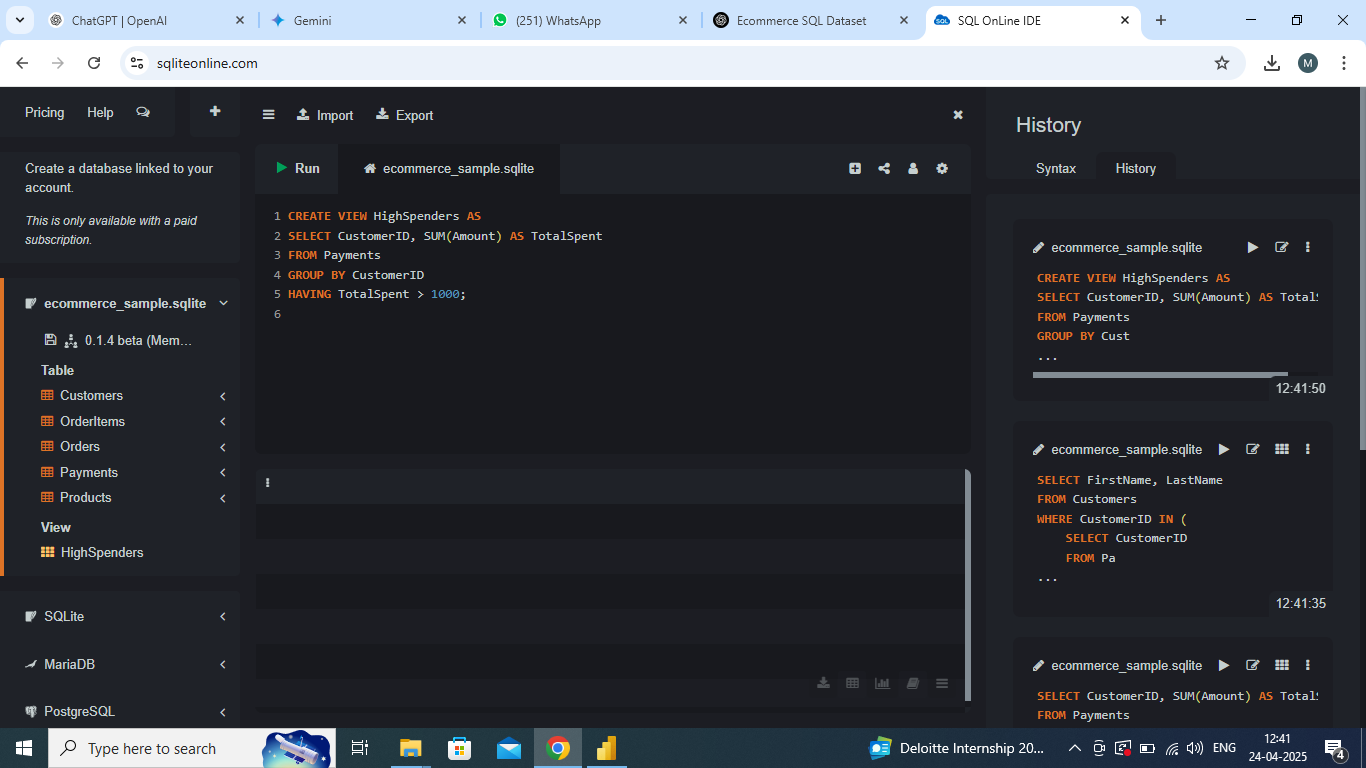 ChatGPT | OpenAI
Gemini
(251) WhatsApp
Ecommerce SQL Dataset
SQL OnLine IDE
sqliteonline.com
M
Pricing
Help
Import
Export
Create a database linked to your
account.
This is only available with a paid
subscription.
ecommerce_sample.sqlite
0.1.4 beta (Mem...
Table
Customers
OrderItems
Orders
Payments
Products
View
HighSpenders
SQLite
MariaDB
PostgreSQL
Run
ecommerce_sample.sqlite
1 CREATE VIEW HighSpenders AS
2 SELECT CustomerID, SUM(Amount) AS TotalSpent
3 FROM Payments
4 GROUP BY CustomerID
5 HAVING TotalSpent > 1000;
6
History
Syntax
History
ecommerce_sample.sqlite
CREATE VIEW HighSpenders AS
SELECT CustomerID, SUM(Amount) AS TotalS
FROM Payments
GROUP BY Cust
...
12:41:50
ecommerce_sample.sqlite
SELECT FirstName, LastName
FROM Customers
WHERE CustomerID IN (
SELECT CustomerID
FROM Pa
...
12:41:35
ecommerce_sample.sqlite
SELECT CustomerID, SUM(Amount) AS TotalS
FROM Payments
Type here to search
Deloitte Internship 20...
ENG
12:41
24-04-2025
4